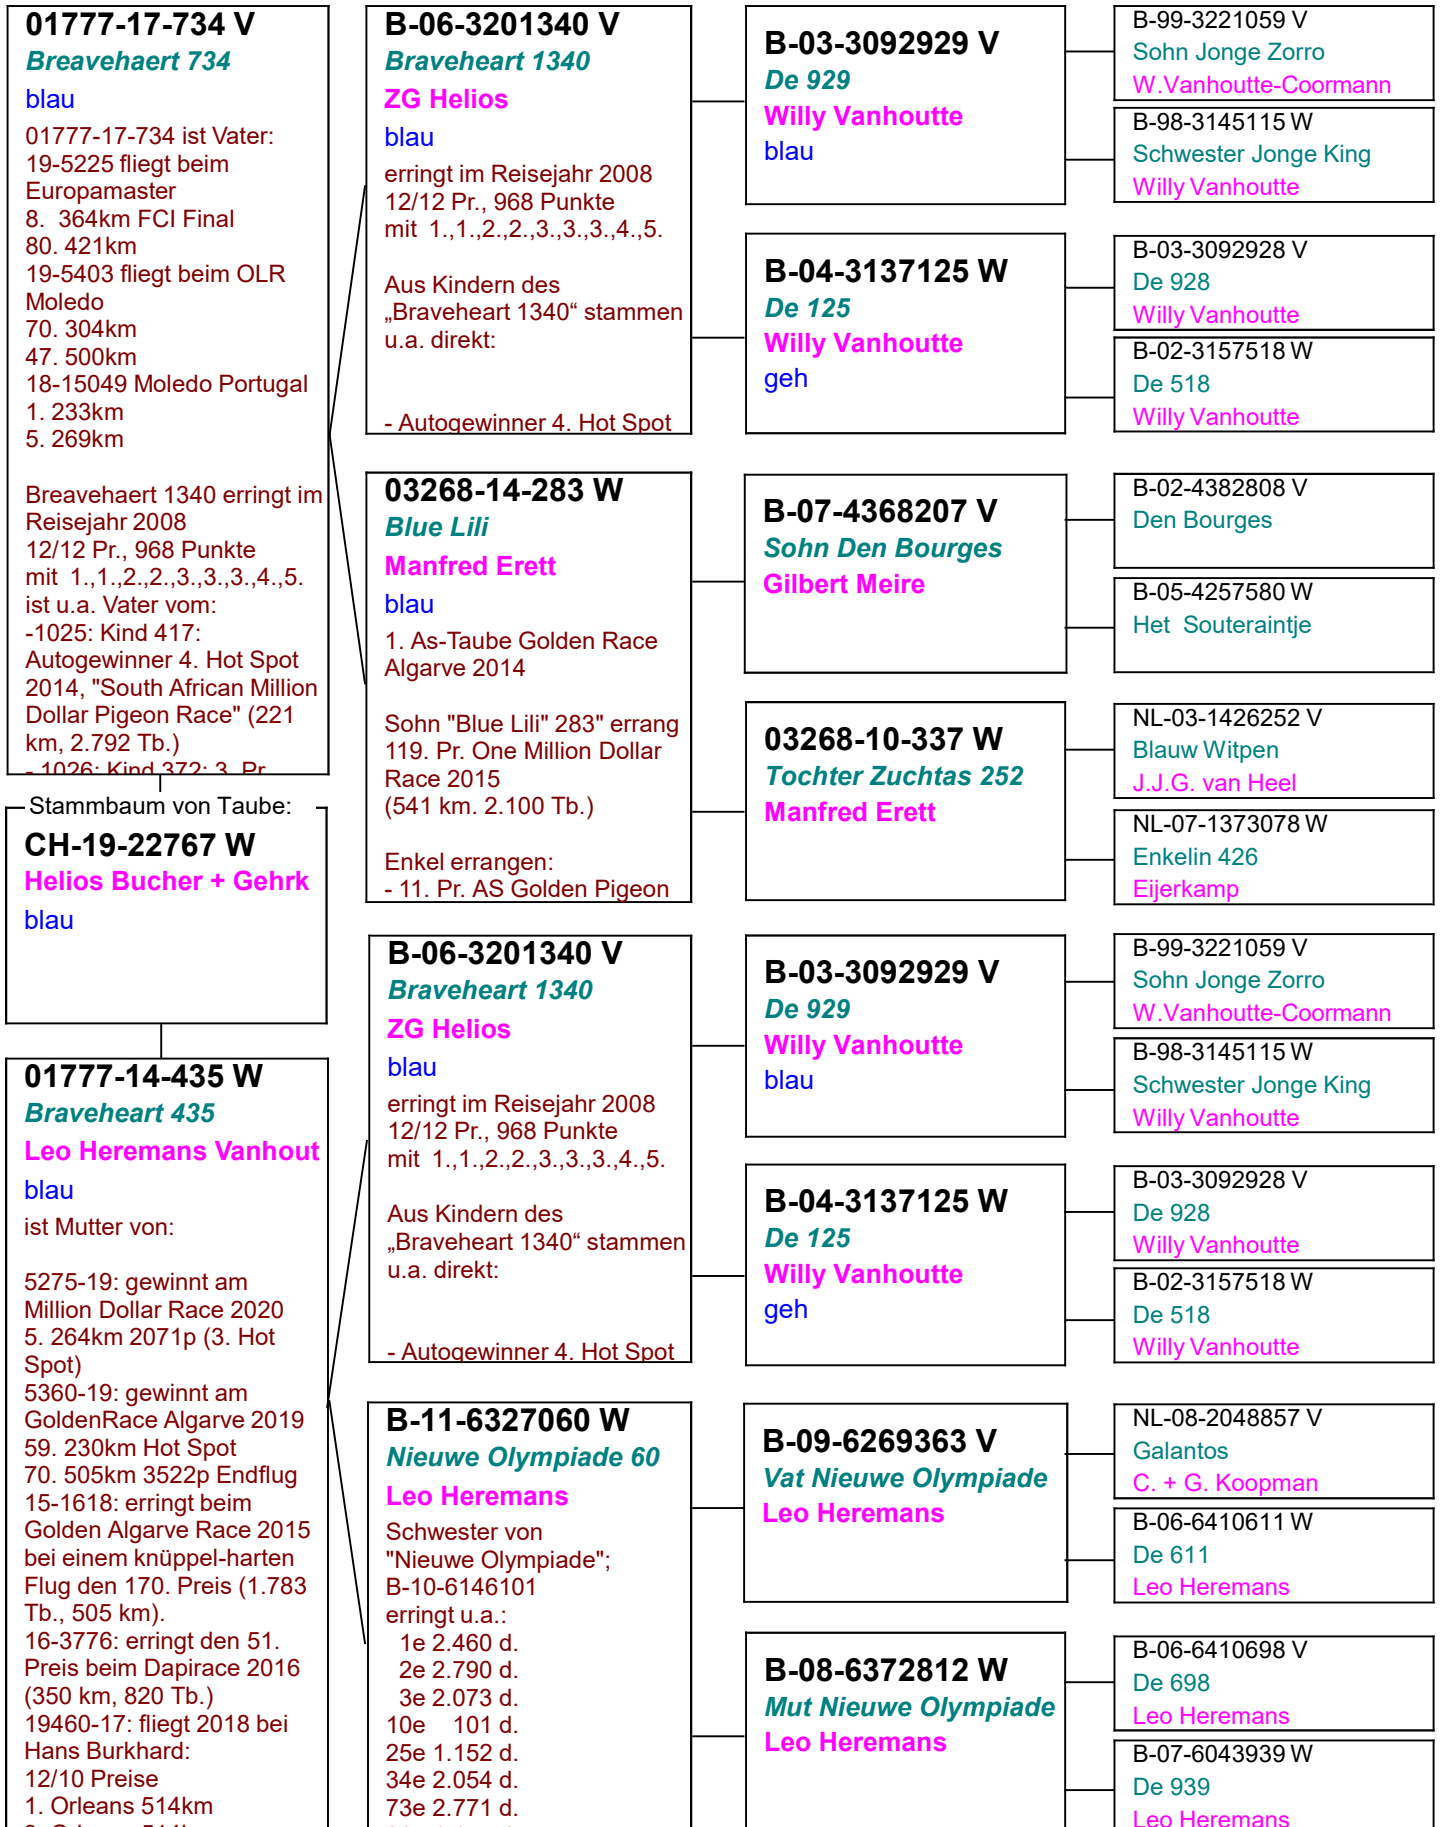 01777-17-734 V
Breavehaert 734
blau
01777-17-734 ist Vater:
19-5225 fliegt beim
Europamaster
8.  364km FCI Final
80. 421km
19-5403 fliegt beim OLR
Moledo
70. 304km
47. 500km
18-15049 Moledo Portugal
1. 233km
5. 269km
Breavehaert 1340 erringt im
Reisejahr 2008
12/12 Pr., 968 Punkte
mit  1.,1.,2.,2.,3.,3.,3.,4.,5.
ist u.a. Vater vom:
-1025: Kind 417:
Autogewinner 4. Hot Spot
2014, "South African Million
Dollar Pigeon Race" (221
km, 2.792 Tb.)
- 1026: Kind 372: 3. Pr.
Stammbaum von Taube:
CH-19-22767 W
Helios Bucher + Gehrk
blau
01777-14-435 W
Braveheart 435
Leo Heremans Vanhout
blau
ist Mutter von:
5275-19: gewinnt am
Million Dollar Race 2020
5. 264km 2071p (3. Hot
Spot)
5360-19: gewinnt am
GoldenRace Algarve 2019
59. 230km Hot Spot
70. 505km 3522p Endflug
15-1618: erringt beim
Golden Algarve Race 2015
bei einem knüppel-harten
Flug den 170. Preis (1.783
Tb., 505 km).
16-3776: erringt den 51.
Preis beim Dapirace 2016
(350 km, 820 Tb.)
19460-17: fliegt 2018 bei
Hans Burkhard:
12/10 Preise
1. Orleans 514km
B-06-3201340 V
Braveheart 1340
ZG Helios
blau
erringt im Reisejahr 2008
12/12 Pr., 968 Punkte
mit  1.,1.,2.,2.,3.,3.,3.,4.,5.
Aus Kindern des
„Braveheart 1340“ stammen
u.a. direkt:
- Autogewinner 4. Hot Spot
03268-14-283 W
Blue Lili
Manfred Erett
blau
1. As-Taube Golden Race
Algarve 2014
Sohn "Blue Lili" 283" errang
119. Pr. One Million Dollar
Race 2015
(541 km. 2.100 Tb.)
Enkel errangen:
- 11. Pr. AS Golden Pigeon
B-06-3201340 V
Braveheart 1340
ZG Helios
blau
erringt im Reisejahr 2008
12/12 Pr., 968 Punkte
mit  1.,1.,2.,2.,3.,3.,3.,4.,5.
Aus Kindern des
„Braveheart 1340“ stammen
u.a. direkt:
- Autogewinner 4. Hot Spot
B-11-6327060 W
Nieuwe Olympiade 60
Leo Heremans
Schwester von
"Nieuwe Olympiade";
B-10-6146101
erringt u.a.:
1e 2.460 d.
2e 2.790 d.
3e 2.073 d.
10e    101 d.
25e 1.152 d.
34e 2.054 d.
73e 2.771 d.
B-03-3092929 V
De 929
Willy Vanhoutte
blau
B-04-3137125 W
De 125
Willy Vanhoutte
geh
B-07-4368207 V
Sohn Den Bourges
Gilbert Meire
03268-10-337 W
Tochter Zuchtas 252
Manfred Erett
B-03-3092929 V
De 929
Willy Vanhoutte
blau
B-04-3137125 W
De 125
Willy Vanhoutte
geh
B-09-6269363 V
Vat Nieuwe Olympiade
Leo Heremans
B-08-6372812 W
Mut Nieuwe Olympiade
Leo Heremans
B-99-3221059 V
Sohn Jonge Zorro
W.Vanhoutte-Coormann
B-98-3145115 W
Schwester Jonge King
Willy Vanhoutte
B-03-3092928 V
De 928
Willy Vanhoutte
B-02-3157518 W
De 518
Willy Vanhoutte
B-02-4382808 V
Den Bourges
B-05-4257580 W
Het  Souteraintje
NL-03-1426252 V
Blauw Witpen
J.J.G. van Heel
NL-07-1373078 W
Enkelin 426
Eijerkamp
B-99-3221059 V
Sohn Jonge Zorro
W.Vanhoutte-Coormann
B-98-3145115 W
Schwester Jonge King
Willy Vanhoutte
B-03-3092928 V
De 928
Willy Vanhoutte
B-02-3157518 W
De 518
Willy Vanhoutte
NL-08-2048857 V
Galantos
C. + G. Koopman
B-06-6410611 W
De 611
Leo Heremans
B-06-6410698 V
De 698
Leo Heremans
B-07-6043939 W
De 939
Leo Heremans